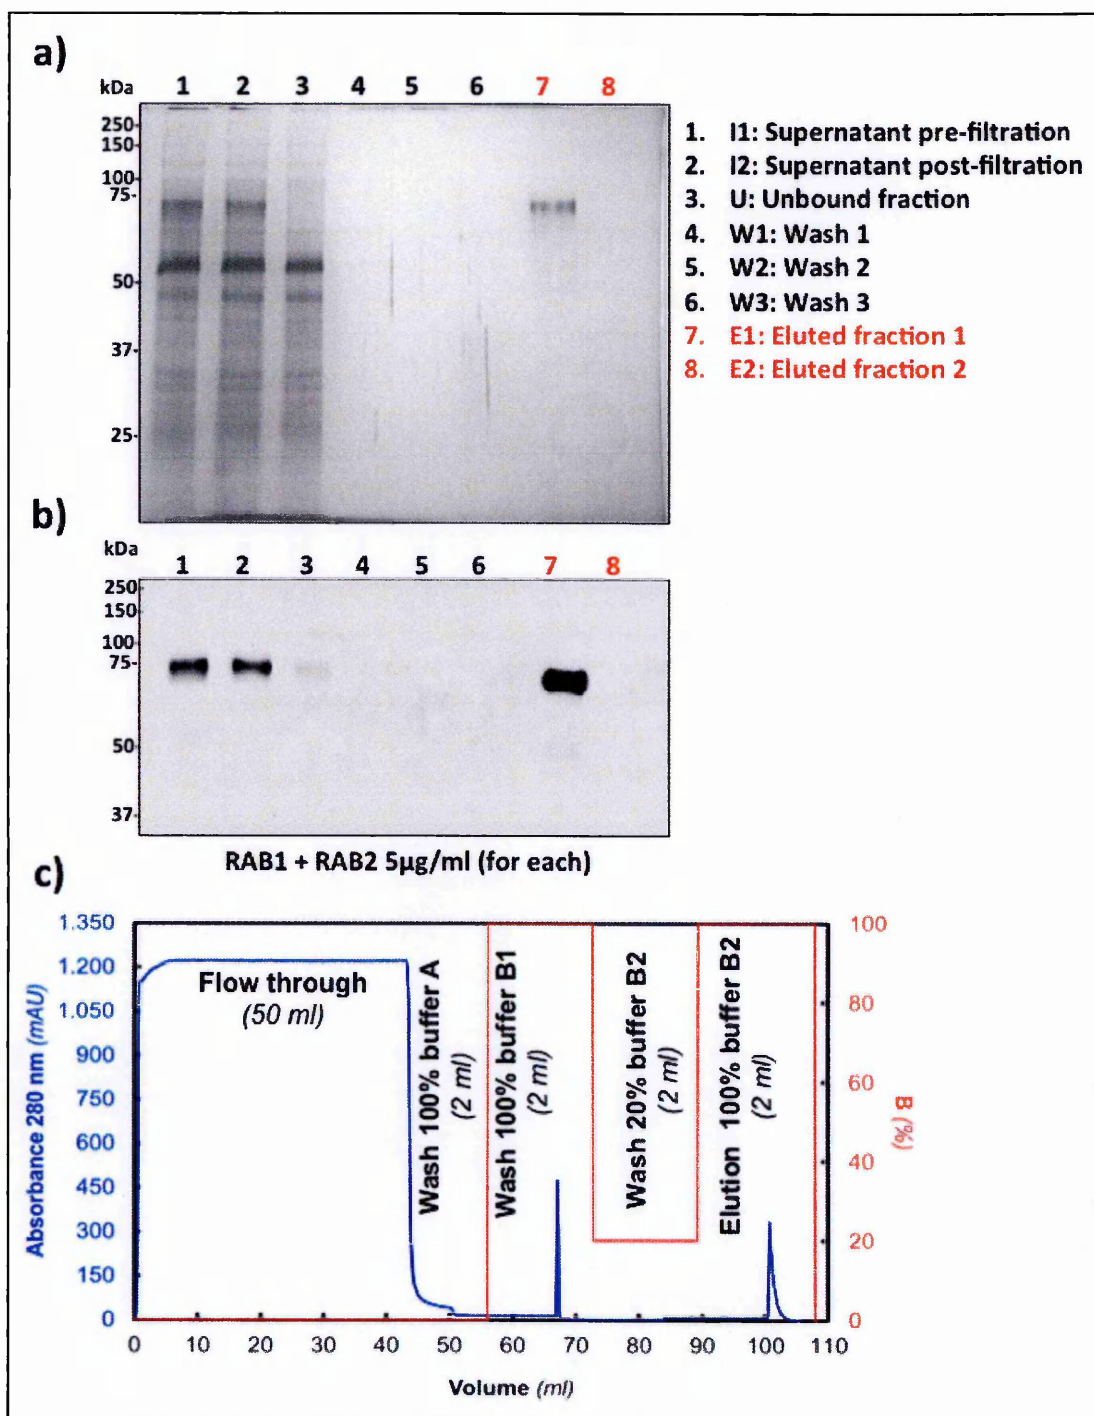 a)
kDa 1 2 3 4 5 6 7 8
250-
150-
100-
75-
50-
37-
25-
1. I1: Supernatant pre-filtration
2. I2: Supernatant post-filtration
3. U: Unbound fraction
4. W1: Wash 1
5. W2: Wash 2
6. W3: Wash 3
7. E1: Eluted fraction 1
8. E2: Eluted fraction 2
b)
kDa 1 2 3 4 5 6 7 8
250-
150-
100-
75-
50-
37-
RAB1 + RAB2 5µg/ml (for each)
c)
Absorbance 280 nm (mAU)
1.350
1.200
1.050
900
750
600
450
300
150
0
Flow through
(50 ml)
Wash 100% buffer A
(2 ml)
Wash 100% buffer B1
(2 ml)
Wash 20% buffer B2
(2 ml)
Elution 100% buffer B2
(2 ml)
100
80
60
40
20
0
B (%)
0 10 20 30 40 50 60 70 80 90 100 110
Volume (ml)